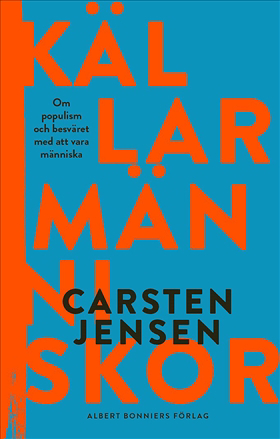 KÄL
LAR
MÄN
NI
SKOR
Om
populism
och besväret
med att vara
människa
CARSTEN
JENSEN
ALBERT BONNIERS FÖRLAG